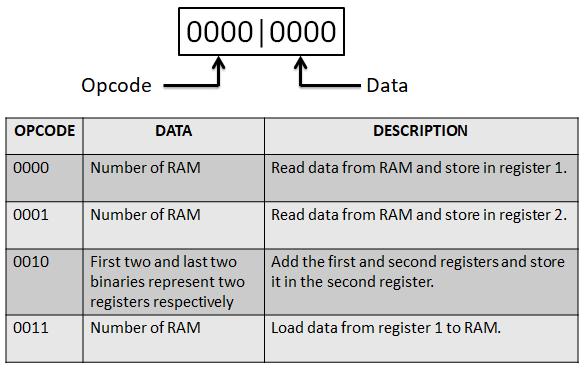 0000|0000
Opcode
Data
OPCODE DATA DESCRIPTION
0000 Number of RAM Read data from RAM and store in register 1.
0001 Number of RAM Read data from RAM and store in register 2.
0010 First two and last two Add the first and second registers and store
binaries represent two it in the second register.
registers respectively
0011 Number of RAM Load data from register 1 to RAM.